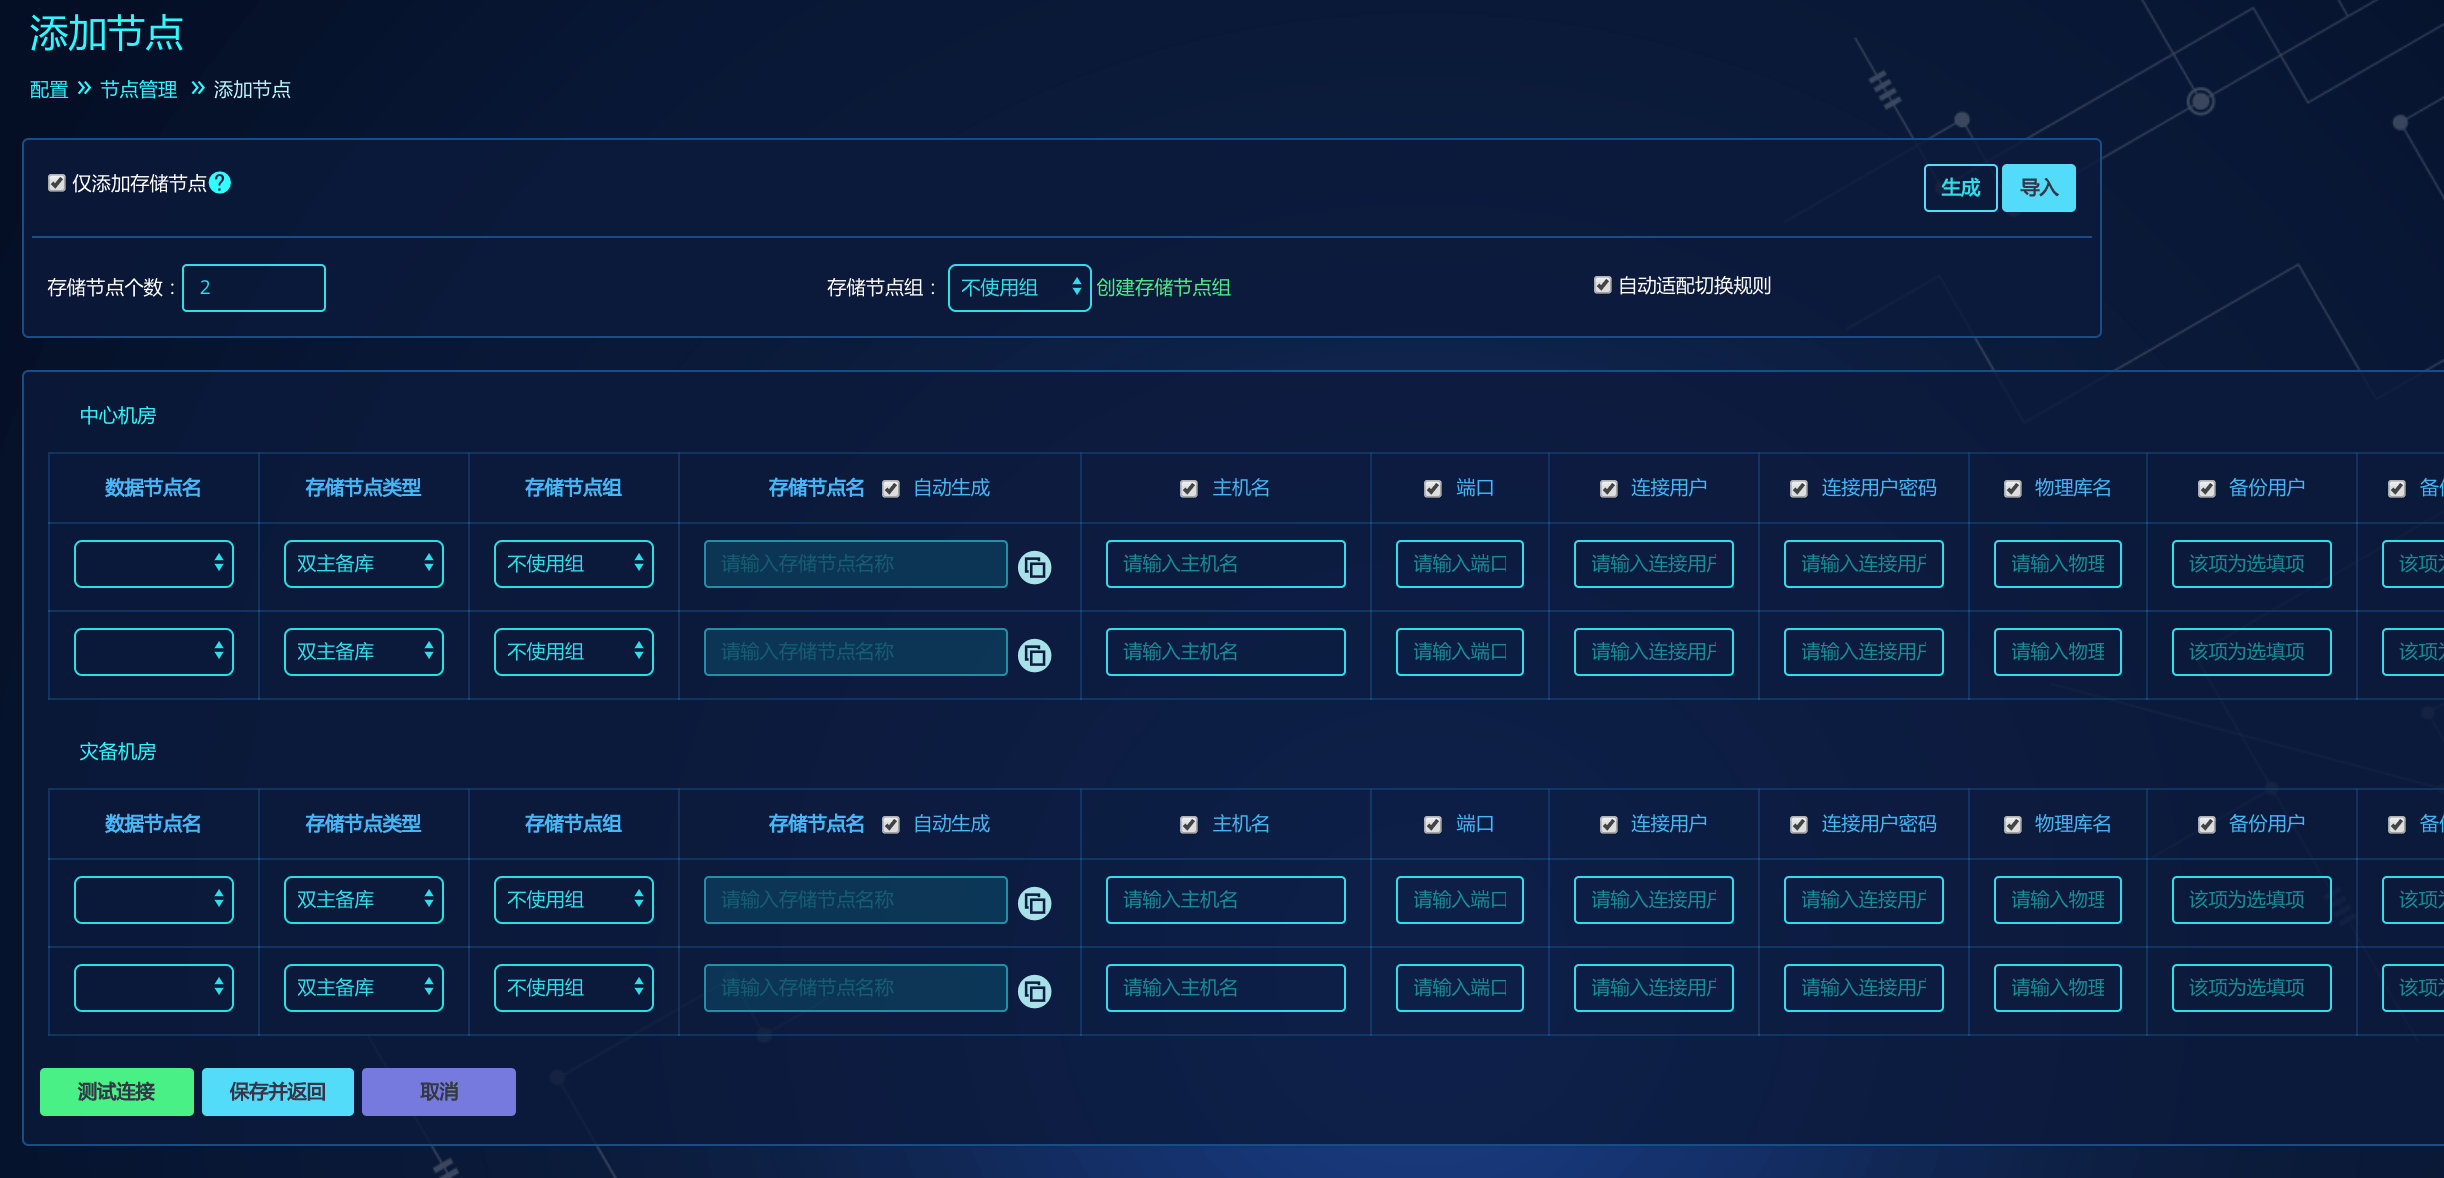 添加节点
配置 » 节点管理 » 添加节点
仅添加存储节点 ? 生成 导入
存储节点个数： 2 存储节点组： 不使用组 创建存储节点组 自动适配切换规则
中心机房
数据节点名 存储节点类型 存储节点组 存储节点名 自动生成 主机名 端口 连接用户 连接用户密码 物理库名 备份用户 备
双主备库 不使用组 请输入存储节点名称 请输入主机名 请输入端口 请输入连接用户 请输入连接用户 请输入物理 该项为选填项 该项
双主备库 不使用组 请输入存储节点名称 请输入主机名 请输入端口 请输入连接用户 请输入连接用户 请输入物理 该项为选填项 该项
灾备机房
数据节点名 存储节点类型 存储节点组 存储节点名 自动生成 主机名 端口 连接用户 连接用户密码 物理库名 备份用户 备
双主备库 不使用组 请输入存储节点名称 请输入主机名 请输入端口 请输入连接用户 请输入连接用户 请输入物理 该项为选填项 该项
双主备库 不使用组 请输入存储节点名称 请输入主机名 请输入端口 请输入连接用户 请输入连接用户 请输入物理 该项为选填项 该项
测试连接 保存并返回 取消